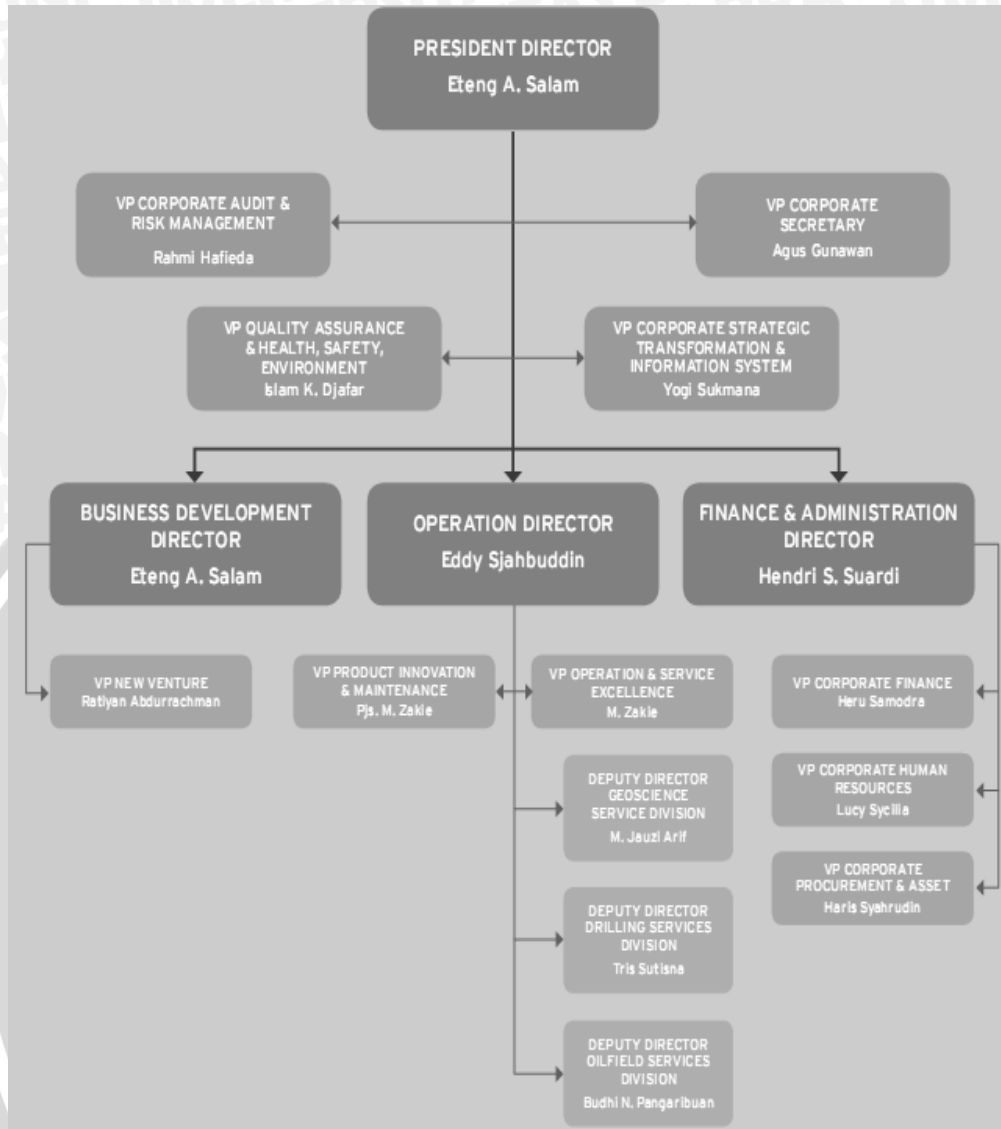 PRESIDENT DIRECTOR
Eteng A. Salam
VP CORPORATE AUDIT &
RISK MANAGEMENT
Rahmi Hafieda
VP CORPORATE
SECRETARY
Agus Gunawan
VP QUALITY ASSURANCE
& HEALTH, SAFETY,
ENVIRONMENT
Islam K. Djafar
VP CORPORATE STRATEGIC
TRANSFORMATION &
INFORMATION SYSTEM
Yogi Sukmana
BUSINESS DEVELOPMENT
DIRECTOR
Eteng A. Salam
OPERATION DIRECTOR
Eddy Sjahbuddin
FINANCE & ADMINISTRATION
DIRECTOR
Hendri S. Suardi
VP NEW VENTURE
Ratiyan Abdurrachman
VP PRODUCT INNOVATION
& MAINTENANCE
Pjs. M. Zakie
VP OPERATION & SERVICE
EXCELLENCE
M. Zakie
VP CORPORATE FINANCE
Heru Samodra
DEPUTY DIRECTOR
GEOSCIENCE
SERVICE DIVISION
M. Jauzi Arif
VP CORPORATE HUMAN
RESOURCES
Lucy Sycilia
VP CORPORATE
PROCUREMENT & ASSET
Haris Syahrudin
DEPUTY DIRECTOR
DRILLING SERVICES
DIVISION
Tris Sutisna
DEPUTY DIRECTOR
OILFIELD SERVICES
DIVISION
Budhi N. Pangaribuan